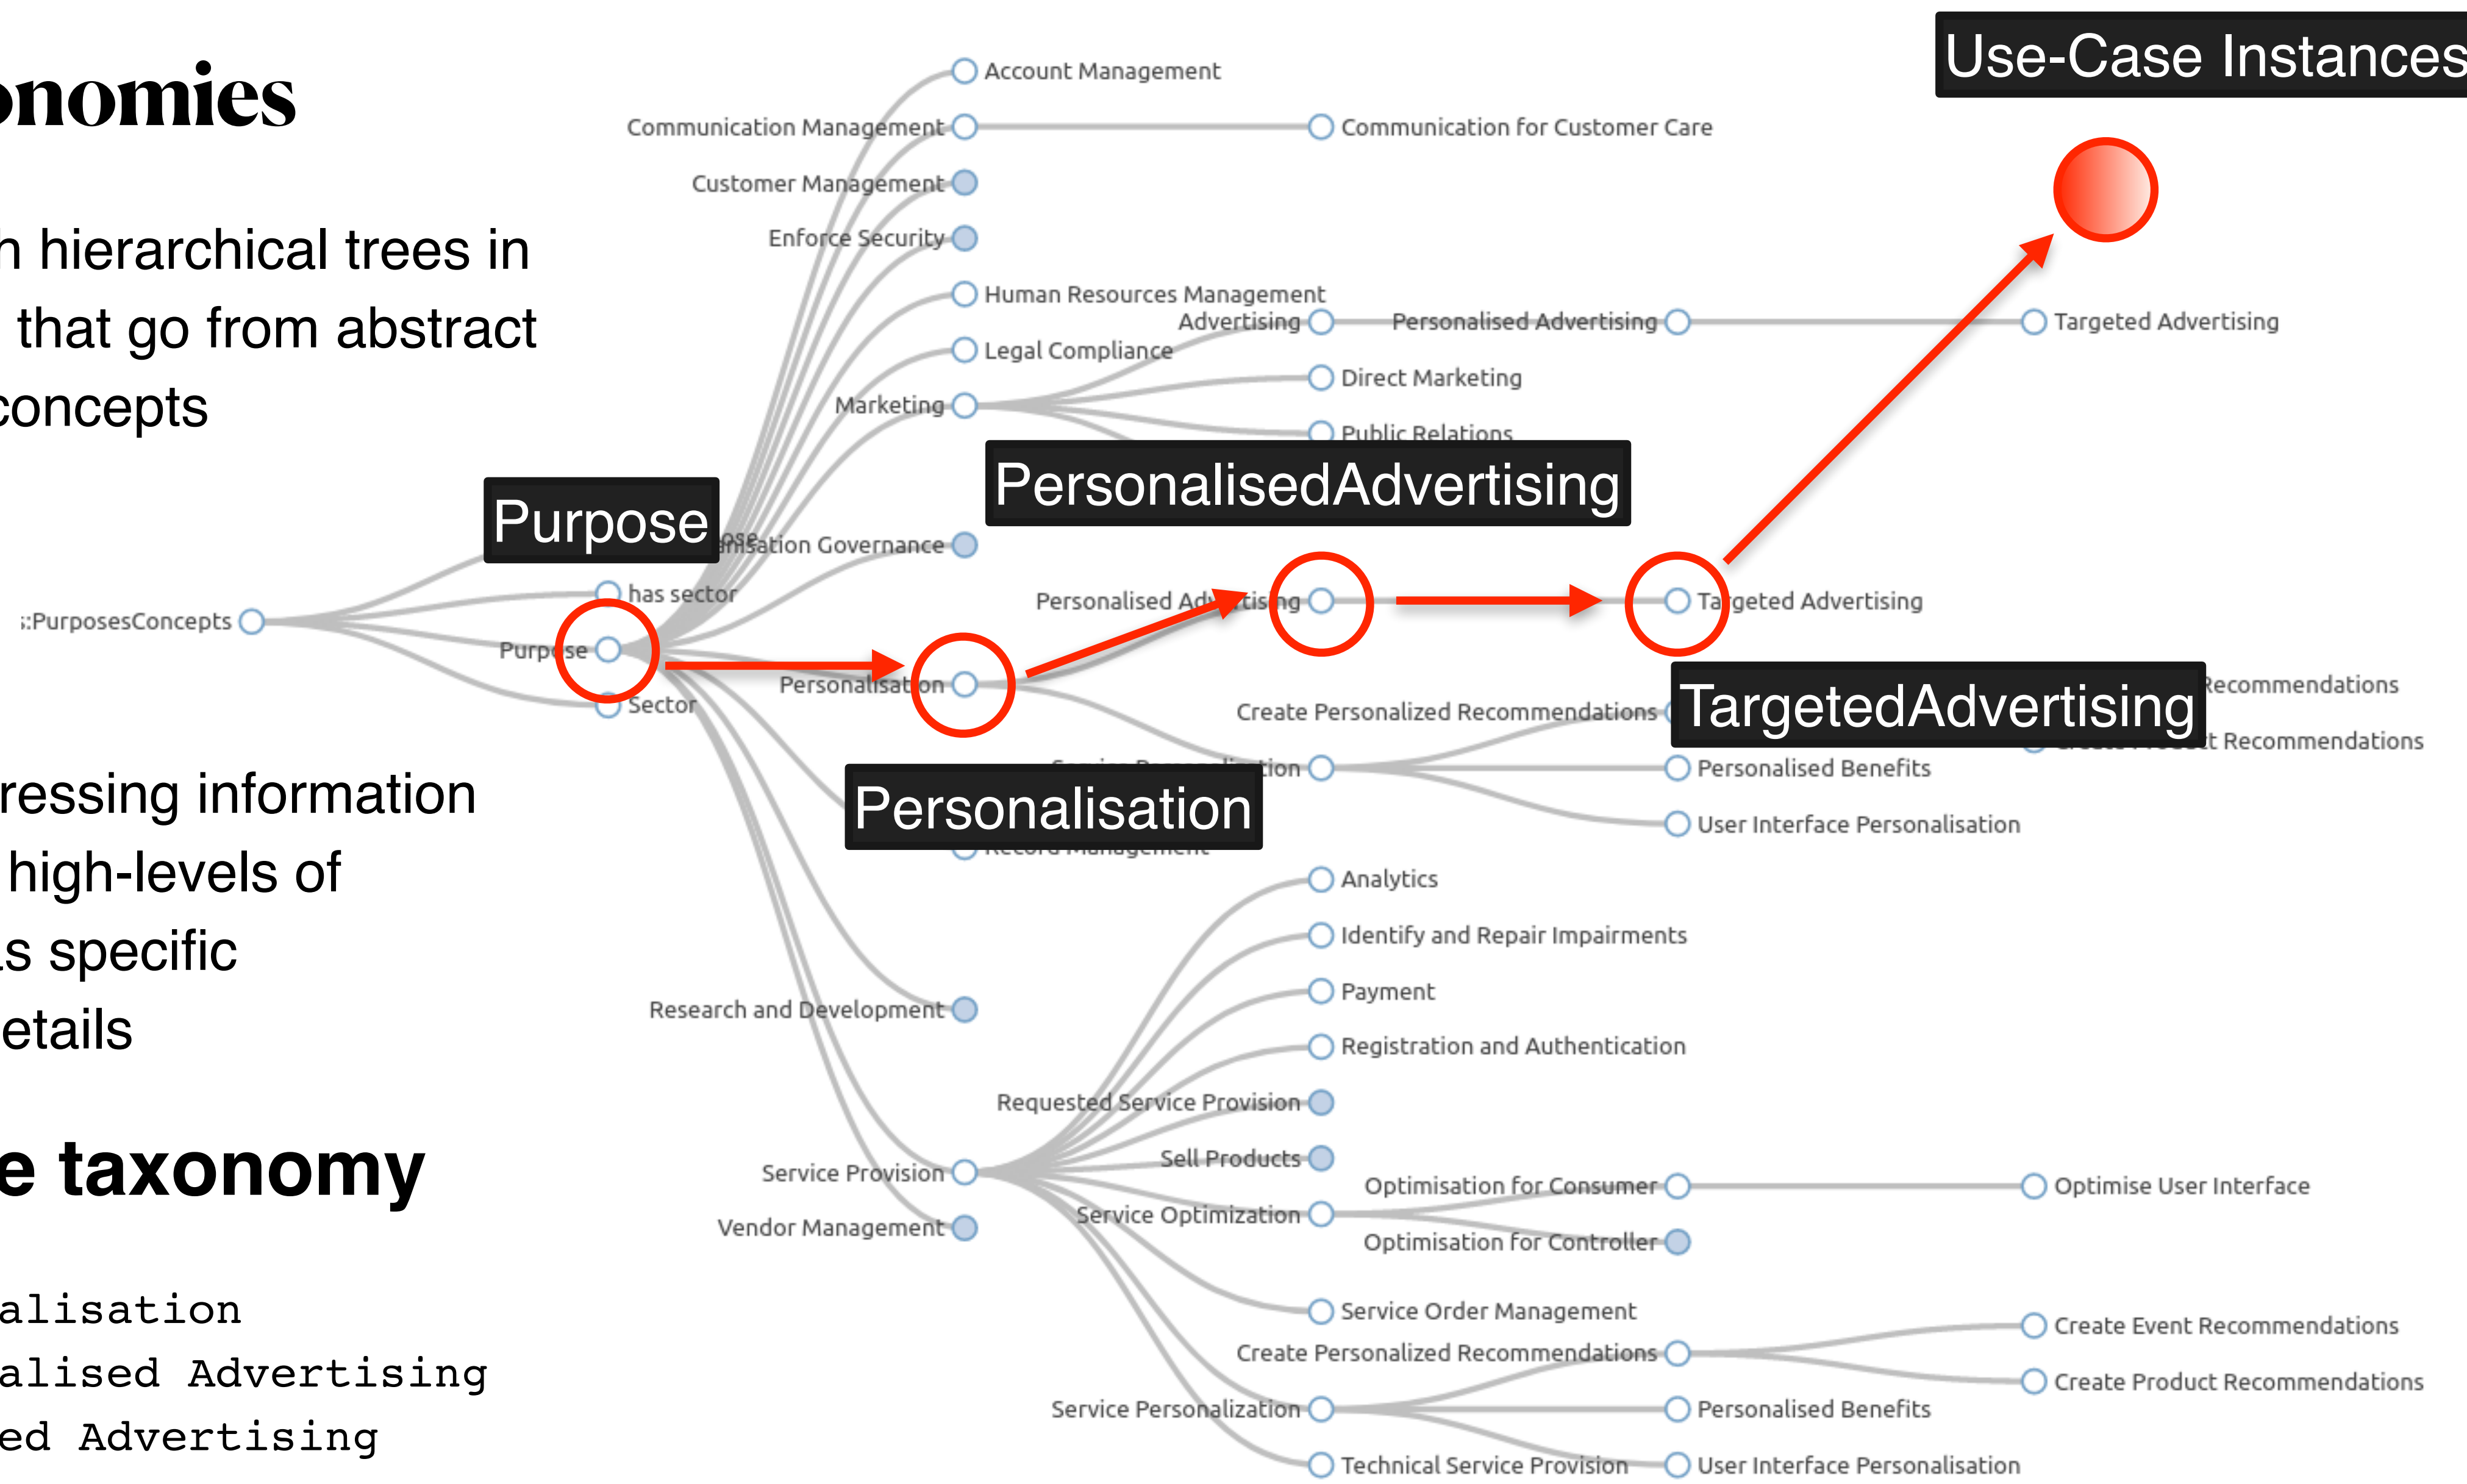 onomies
h hierarchical trees in
that go from abstract
concepts
ressing information
high-levels of
as specific
etails
e taxonomy
alisation
alised Advertising
ed Advertising
Use-Case Instances
Account Management
Communication Management
Communication for Customer Care
Customer Management
Enforce Security
Human Resources Management
Advertising
Personalised Advertising
Targeted Advertising
Legal Compliance
Direct Marketing
Marketing
Public Relations
PersonalisedAdvertising
Purpose
anisation Governance
has sector
Personalised Advertising
Targeted Advertising
::PurposesConcepts
Purpose
Personalisation
Sector
TargetedAdvertising
Recommendations
Create Personalized Recommendations
Product Recommendations
Personalised Benefits
Personalisation
User Interface Personalisation
Record Management
Analytics
Identify and Repair Impairments
Payment
Research and Development
Registration and Authentication
Requested Service Provision
Sell Products
Service Provision
Optimisation for Consumer
Optimise User Interface
Service Optimization
Vendor Management
Optimisation for Controller
Service Order Management
Create Event Recommendations
Create Personalized Recommendations
Create Product Recommendations
Service Personalization
Personalised Benefits
Technical Service Provision
User Interface Personalisation